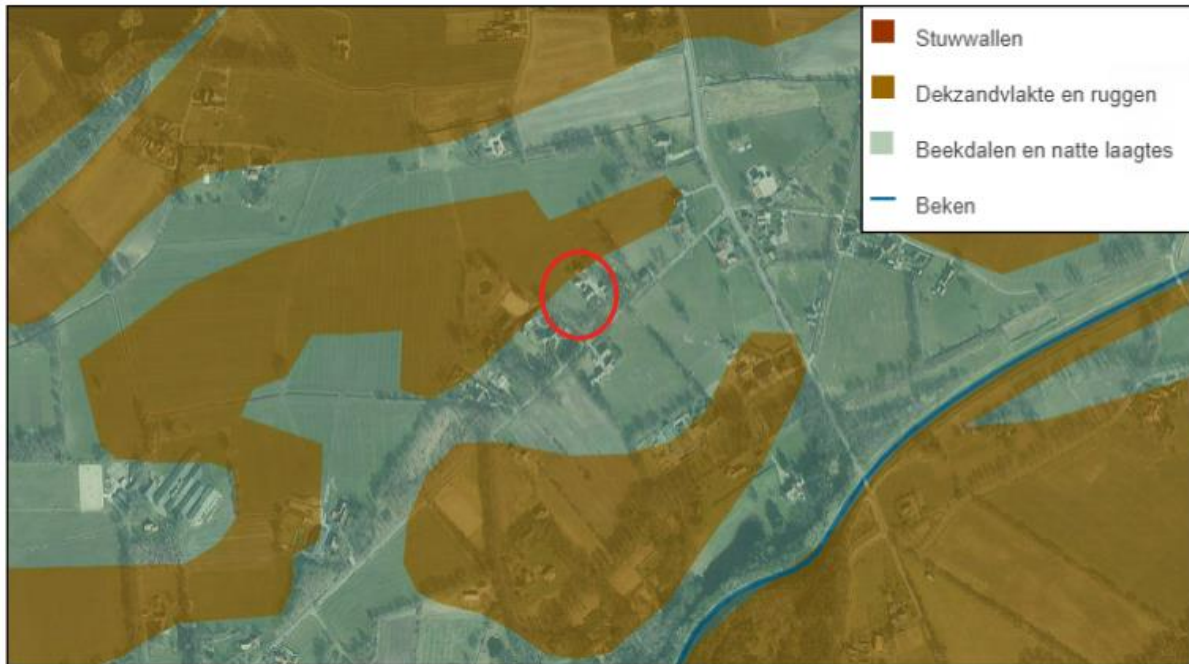 Stuwwallen
Dekzandvlakte en ruggen
Beekdalen en natte laagtes
Beken